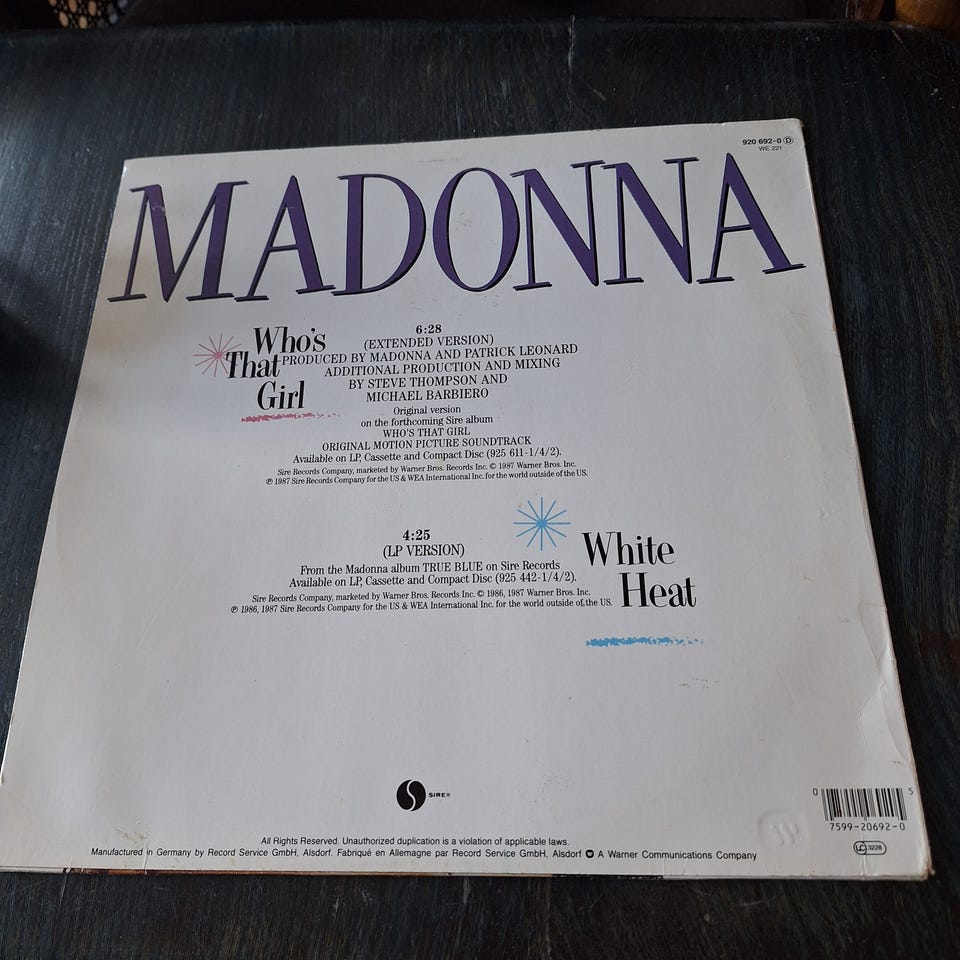 920 692-0 D
WE 221
MADONNA
Who's
That
Girl
6:28
(EXTENDED VERSION)
PRODUCED BY MADONNA AND PATRICK LEONARD
ADDITIONAL PRODUCTION AND MIXING
BY STEVE THOMPSON AND
MICHAEL BARBIERO
Original version
on the forthcoming Sire album
WHO'S THAT GIRL
ORIGINAL MOTION PICTURE SOUNDTRACK
Available on LP, Cassette and Compact Disc (925 611-1/4/2).
Sire Records Company, marketed by Warner Bros. Records Inc. © 1987 Warner Bros. Inc.
℗ 1987 Sire Records Company for the US & WEA International Inc. for the world outside of the US.
4:25
(LP VERSION)
From the Madonna album TRUE BLUE on Sire Records
Available on LP, Cassette and Compact Disc (925 442-1/4/2).
Sire Records Company, marketed by Warner Bros. Records Inc. © 1986, 1987 Warner Bros. Inc.
℗ 1986, 1987 Sire Records Company for the US & WEA International Inc. for the world outside of the US.
White
Heat
SIRE®
0 5
7599-20692-0
LC 3228
All Rights Reserved. Unauthorized duplication is a violation of applicable laws.
Manufactured in Germany by Record Service GmbH, Alsdorf. Fabriqué en Allemagne par Record Service GmbH, Alsdorf A Warner Communications Company